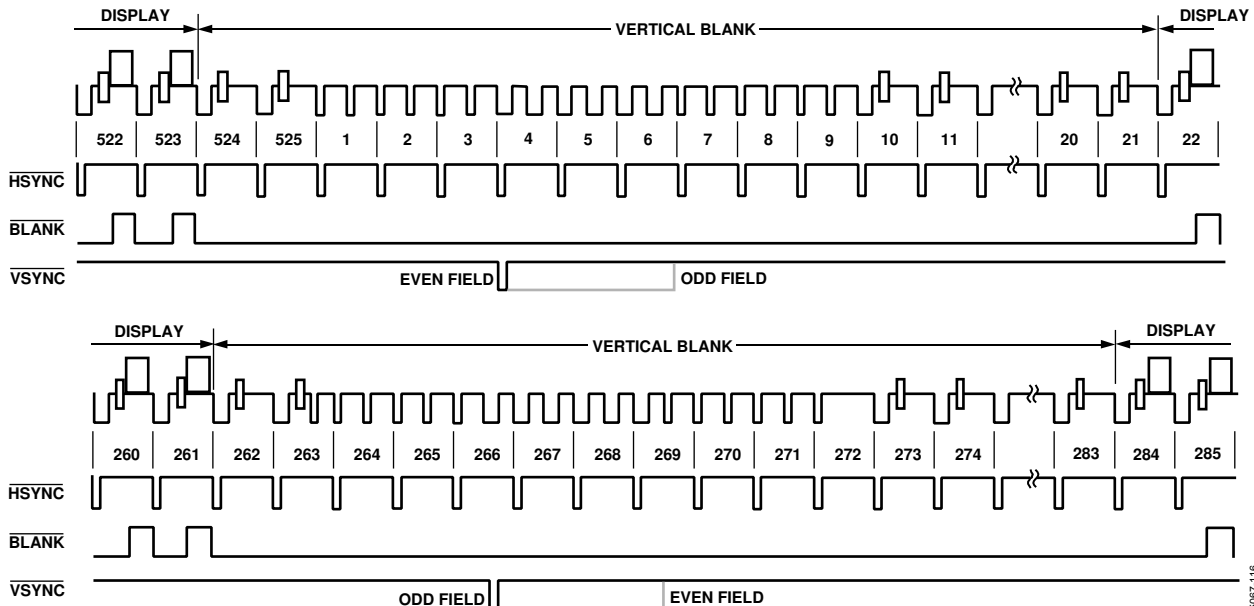 DISPLAY VERTICAL BLANK DISPLAY
522 523 524 525 1 2 3 4 5 6 7 8 9 10 11 20 21 22
HSYNC
BLANK
VSYNC EVEN FIELD ODD FIELD
DISPLAY VERTICAL BLANK DISPLAY
260 261 262 263 264 265 266 267 268 269 270 271 272 273 274 283 284 285
HSYNC
BLANK
VSYNC ODD FIELD EVEN FIELD